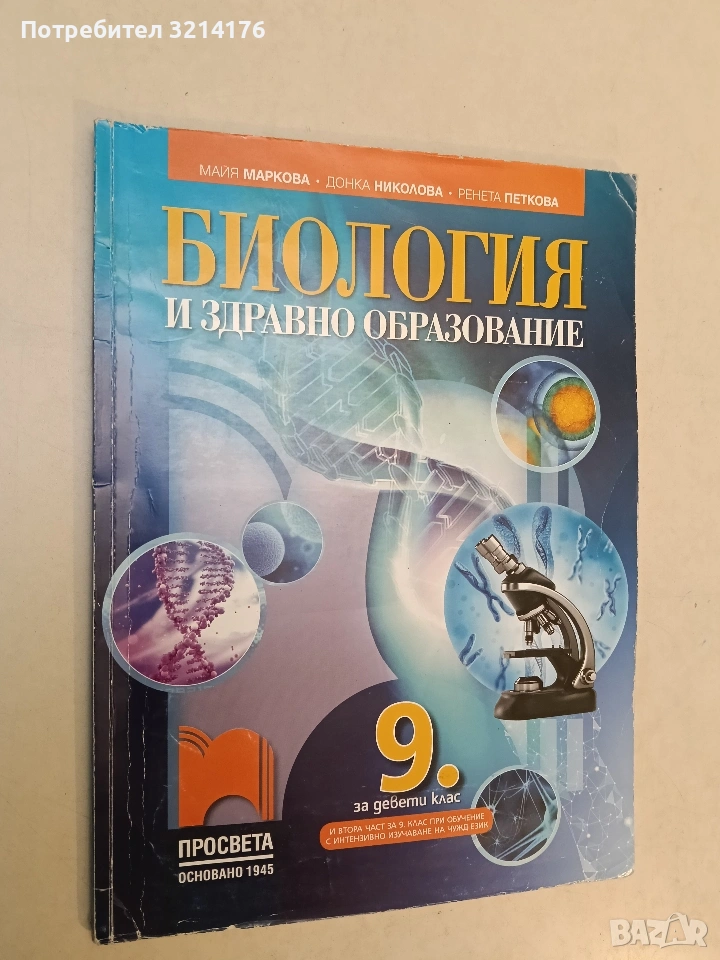 Потребител 3214176
МАЙЯ МАРКОВА • ДОНКА НИКОЛОВА • РЕНЕТА ПЕТКОВА
БИОЛОГИЯ
И ЗДРАВНО ОБРАЗОВАНИЕ
9.
за девети клас
И ВТОРА ЧАСТ ЗА 9. КЛАС ПРИ ОБУЧЕНИЕ
С ИНТЕНЗИВНО ИЗУЧАВАНЕ НА ЧУЖД ЕЗИК
ПРОСВЕТА
ОСНОВАНО 1945
BAZAR